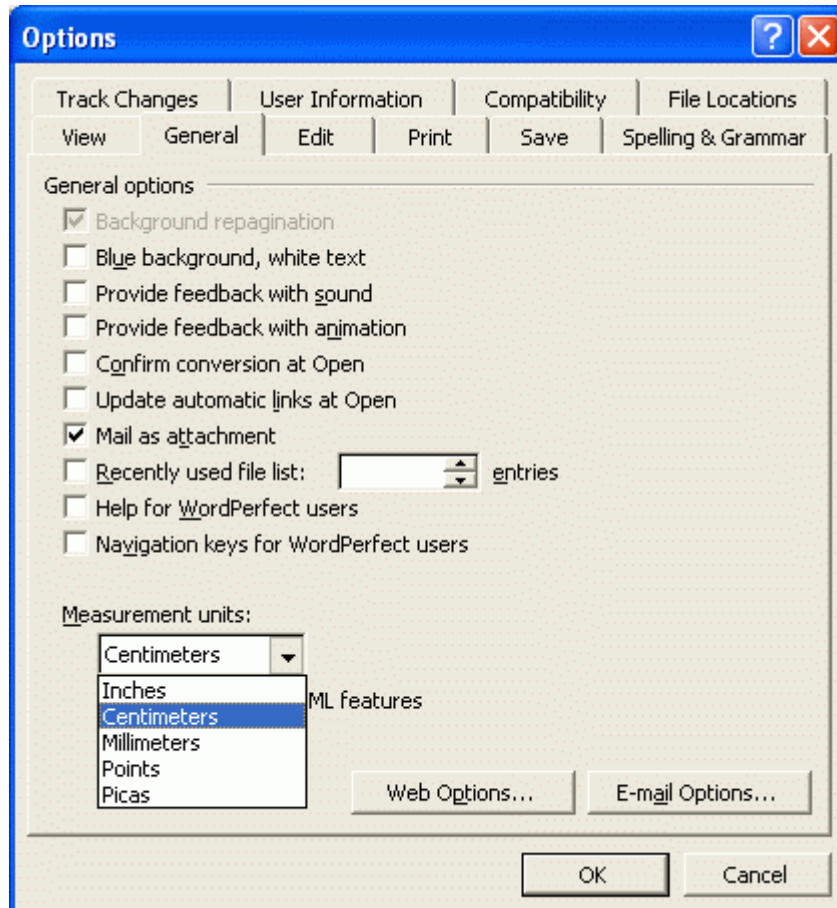 Options
Track Changes User Information Compatibility File Locations
View General Edit Print Save Spelling & Grammar
General options
Background repagination
Blue background, white text
Provide feedback with sound
Provide feedback with animation
Confirm conversion at Open
Update automatic links at Open
Mail as attachment
Recently used file list: entries
Help for WordPerfect users
Navigation keys for WordPerfect users
Measurement units:
Centimeters
Inches
ML features
Centimeters
Millimeters
Points
Picas
Web Options... E-mail Options...
OK Cancel